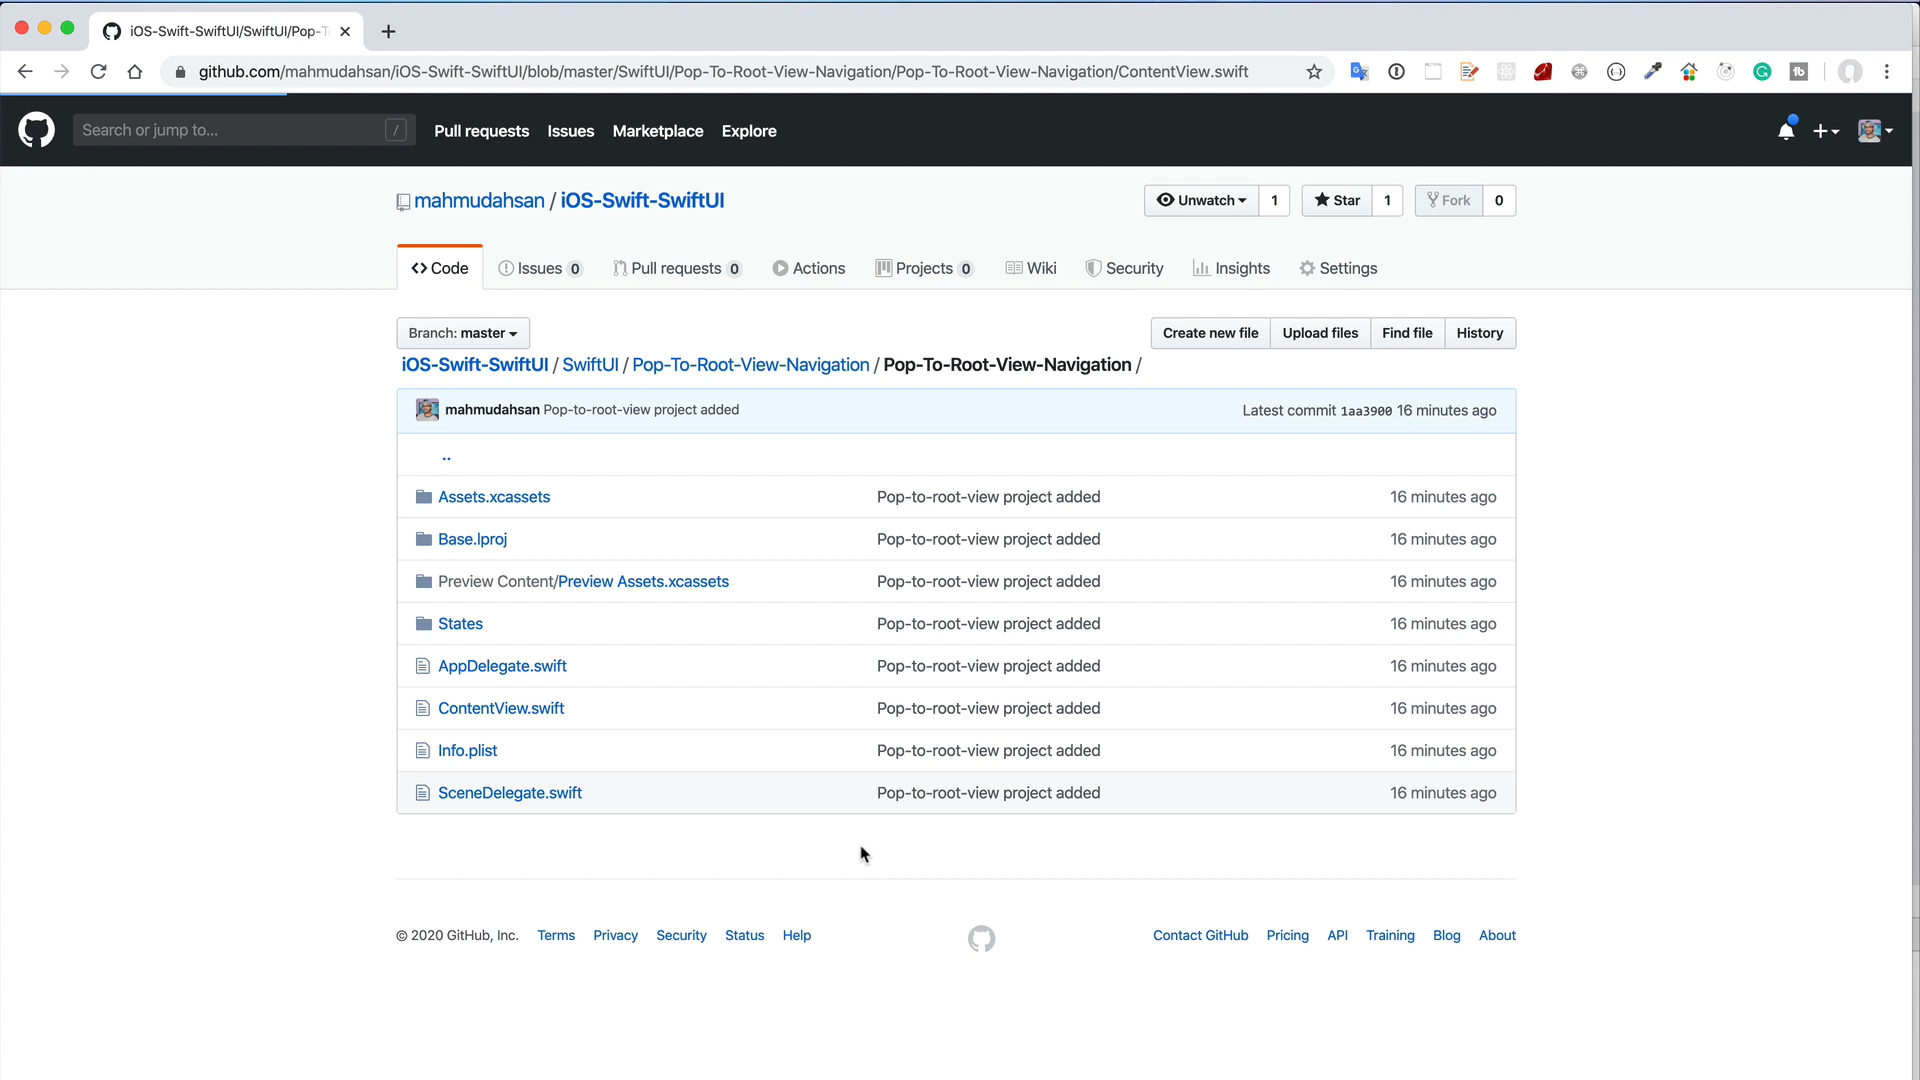 iOS-Swift-SwiftUI/SwiftUI/Pop-T
github.com/mahmudahsan/iOS-Swift-SwiftUI/blob/master/SwiftUI/Pop-To-Root-View-Navigation/Pop-To-Root-View-Navigation/ContentView.swift
Search or jump to... / Pull requests Issues Marketplace Explore
mahmudahsan / iOS-Swift-SwiftUI Unwatch 1 Star 1 Fork 0
Code Issues 0 Pull requests 0 Actions Projects 0 Wiki Security Insights Settings
Branch: master Create new file Upload files Find file History
iOS-Swift-SwiftUI / SwiftUI / Pop-To-Root-View-Navigation / Pop-To-Root-View-Navigation /
mahmudahsan Pop-to-root-view project added Latest commit 1aa3900 16 minutes ago
..
Assets.xcassets Pop-to-root-view project added 16 minutes ago
Base.lproj Pop-to-root-view project added 16 minutes ago
Preview Content/Preview Assets.xcassets Pop-to-root-view project added 16 minutes ago
States Pop-to-root-view project added 16 minutes ago
AppDelegate.swift Pop-to-root-view project added 16 minutes ago
ContentView.swift Pop-to-root-view project added 16 minutes ago
Info.plist Pop-to-root-view project added 16 minutes ago
SceneDelegate.swift Pop-to-root-view project added 16 minutes ago
© 2020 GitHub, Inc. Terms Privacy Security Status Help Contact GitHub Pricing API Training Blog About